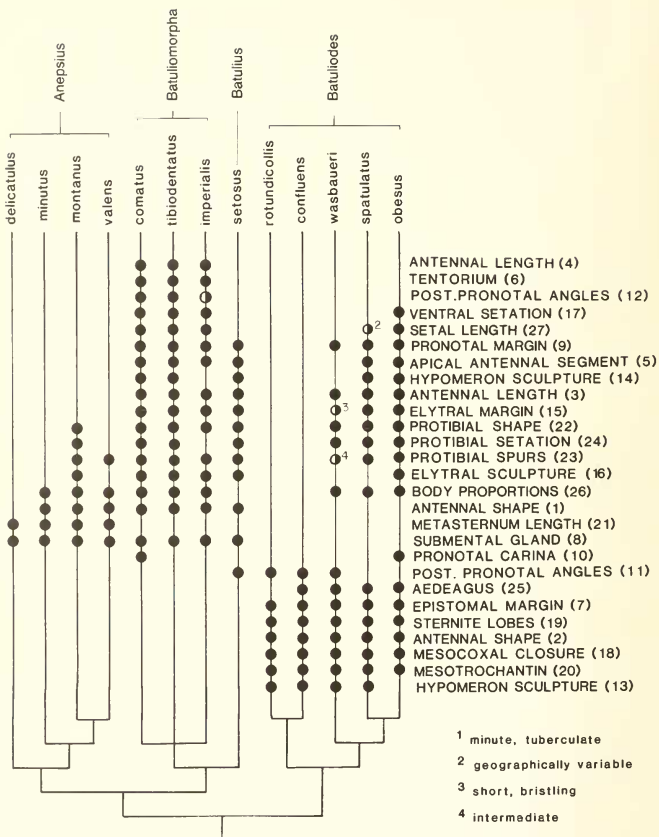 Anepsius
Batuliomorpha
Batulius
Batuliodes
delicatulus
minutus
montanus
valens
comatus
tibiodentatus
imperialis
setosus
rotundicollis
confluens
wasbaueri
spatulatus
obesus
ANTENNAL LENGTH (4)
TENTORIUM (6)
POST. PRONOTAL ANGLES (12)
VENTRAL SETATION (17)
2 SETAL LENGTH (27)
PRONOTAL MARGIN (9)
APICAL ANTENNAL SEGMENT (5)
HYPOMERON SCULPTURE (14)
ANTENNAL LENGTH (3)
3 ELYTRAL MARGIN (15)
PROTIBIAL SHAPE (22)
PROTIBIAL SETATION (24)
4 PROTIBIAL SPURS (23)
ELYTRAL SCULPTURE (16)
BODY PROPORTIONS (26)
ANTENNAL SHAPE (1)
METASTERNUM LENGTH (21)
SUBMENTAL GLAND (8)
PRONOTAL CARINA (10)
POST. PRONOTAL ANGLES (11)
AEDEAGUS (25)
EPISTOMAL MARGIN (7)
STERNITE LOBES (19)
ANTENNAL SHAPE (2)
MESOCOXAL CLOSURE (18)
MESOTROCHANTIN (20)
HYPOMERON SCULPTURE (13)
1 minute, tuberculate
2 geographically variable
3 short, bristling
4 intermediate